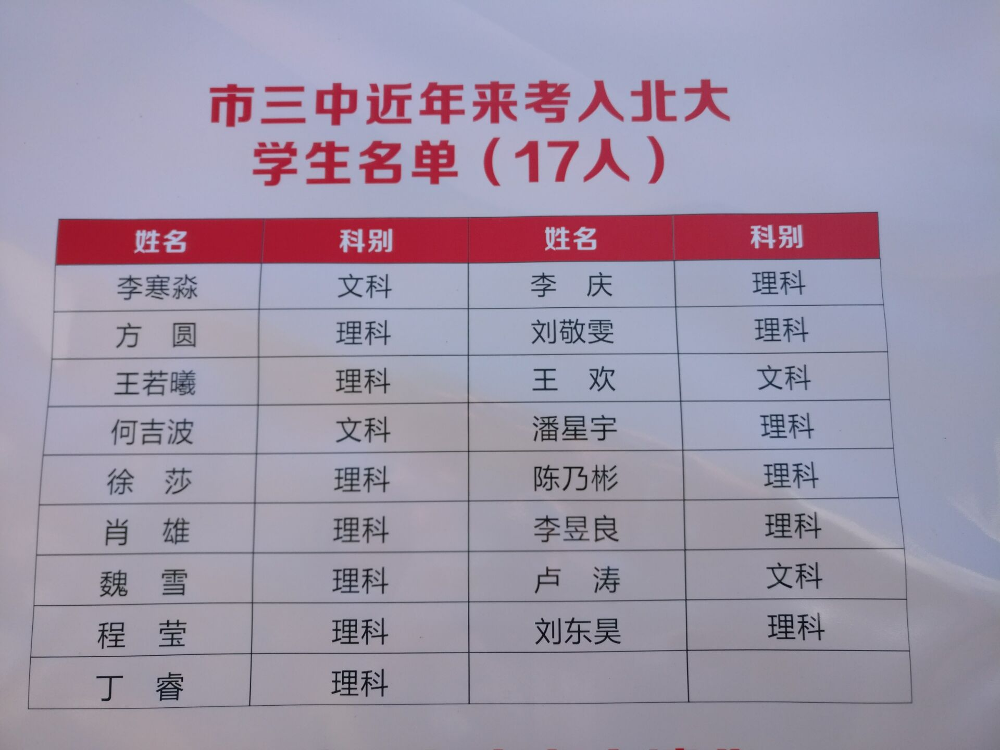 市三中近年来考入北大
学生名单（17人）
姓名 科别 姓名 科别
李寒淼 文科 李 庆 理科
方 圆 理科 刘敬雯 理科
王若曦 理科 王 欢 文科
何吉波 文科 潘星宇 理科
徐 莎 理科 陈乃彬 理科
肖 雄 理科 李昱良 理科
魏 雪 理科 卢 涛 文科
程 莹 理科 刘东昊 理科
丁 睿 理科